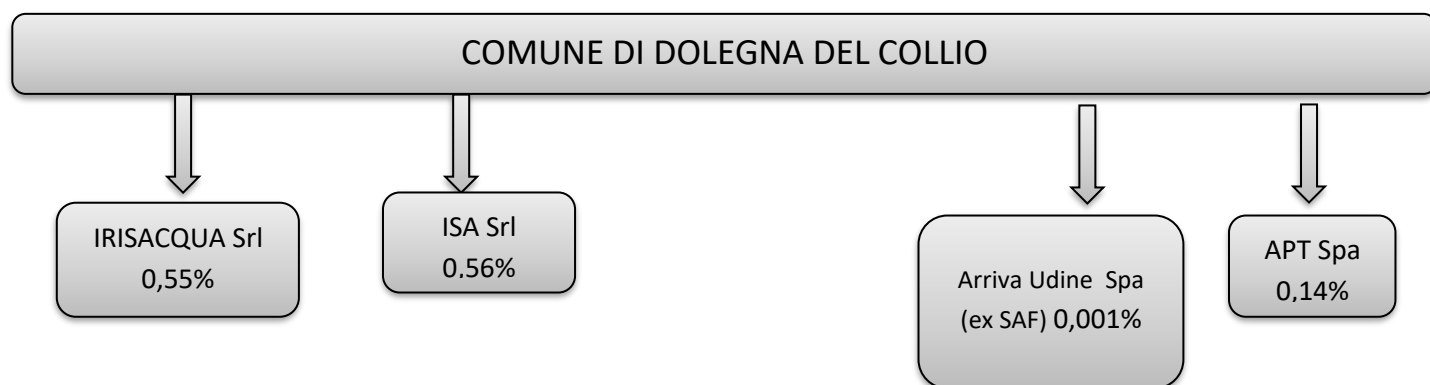 COMUNE DI DOLEGNA DEL COLLIO
IRISACQUA Srl
0,55%
ISA Srl
0,56%
Arriva Udine Spa
(ex SAF) 0,001%
APT Spa
0,14%